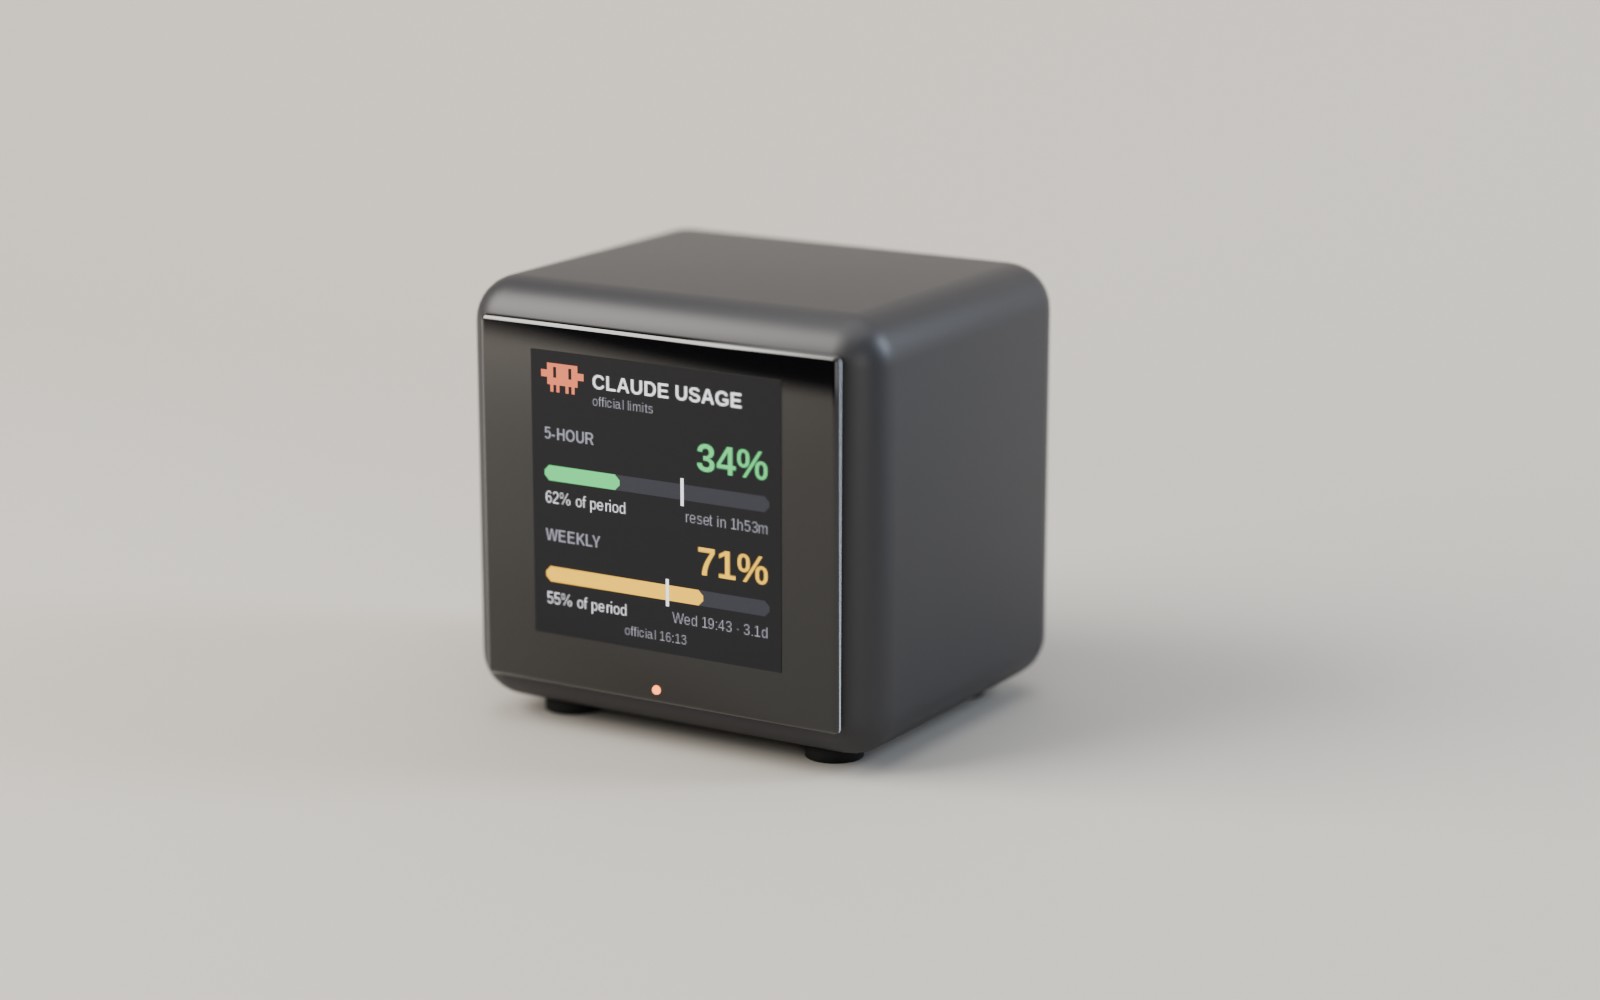 CLAUDE USAGE
official limits
5-HOUR
34%
62% of period
reset in 1h53m
WEEKLY
71%
55% of period
Wed 19:43 · 3.1d
official 16:13